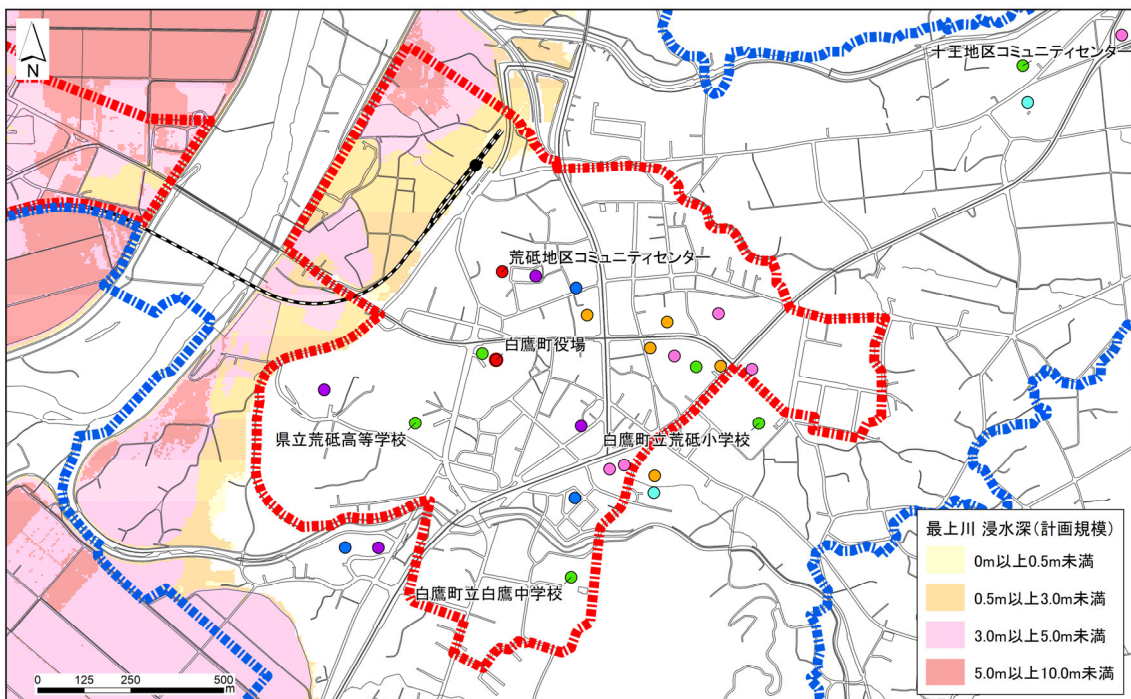 N
十王地区コミュニティセンター
荒砥地区コミュニティセンター
白鷹町役場
県立荒砥高等学校
白鷹町立荒砥小学校
白鷹町立白鷹中学校
最上川 浸水深(計画規模)
0m以上0.5m未満
0.5m以上3.0m未満
3.0m以上5.0m未満
5.0m以上10.0m未満
0 125 250 500
m